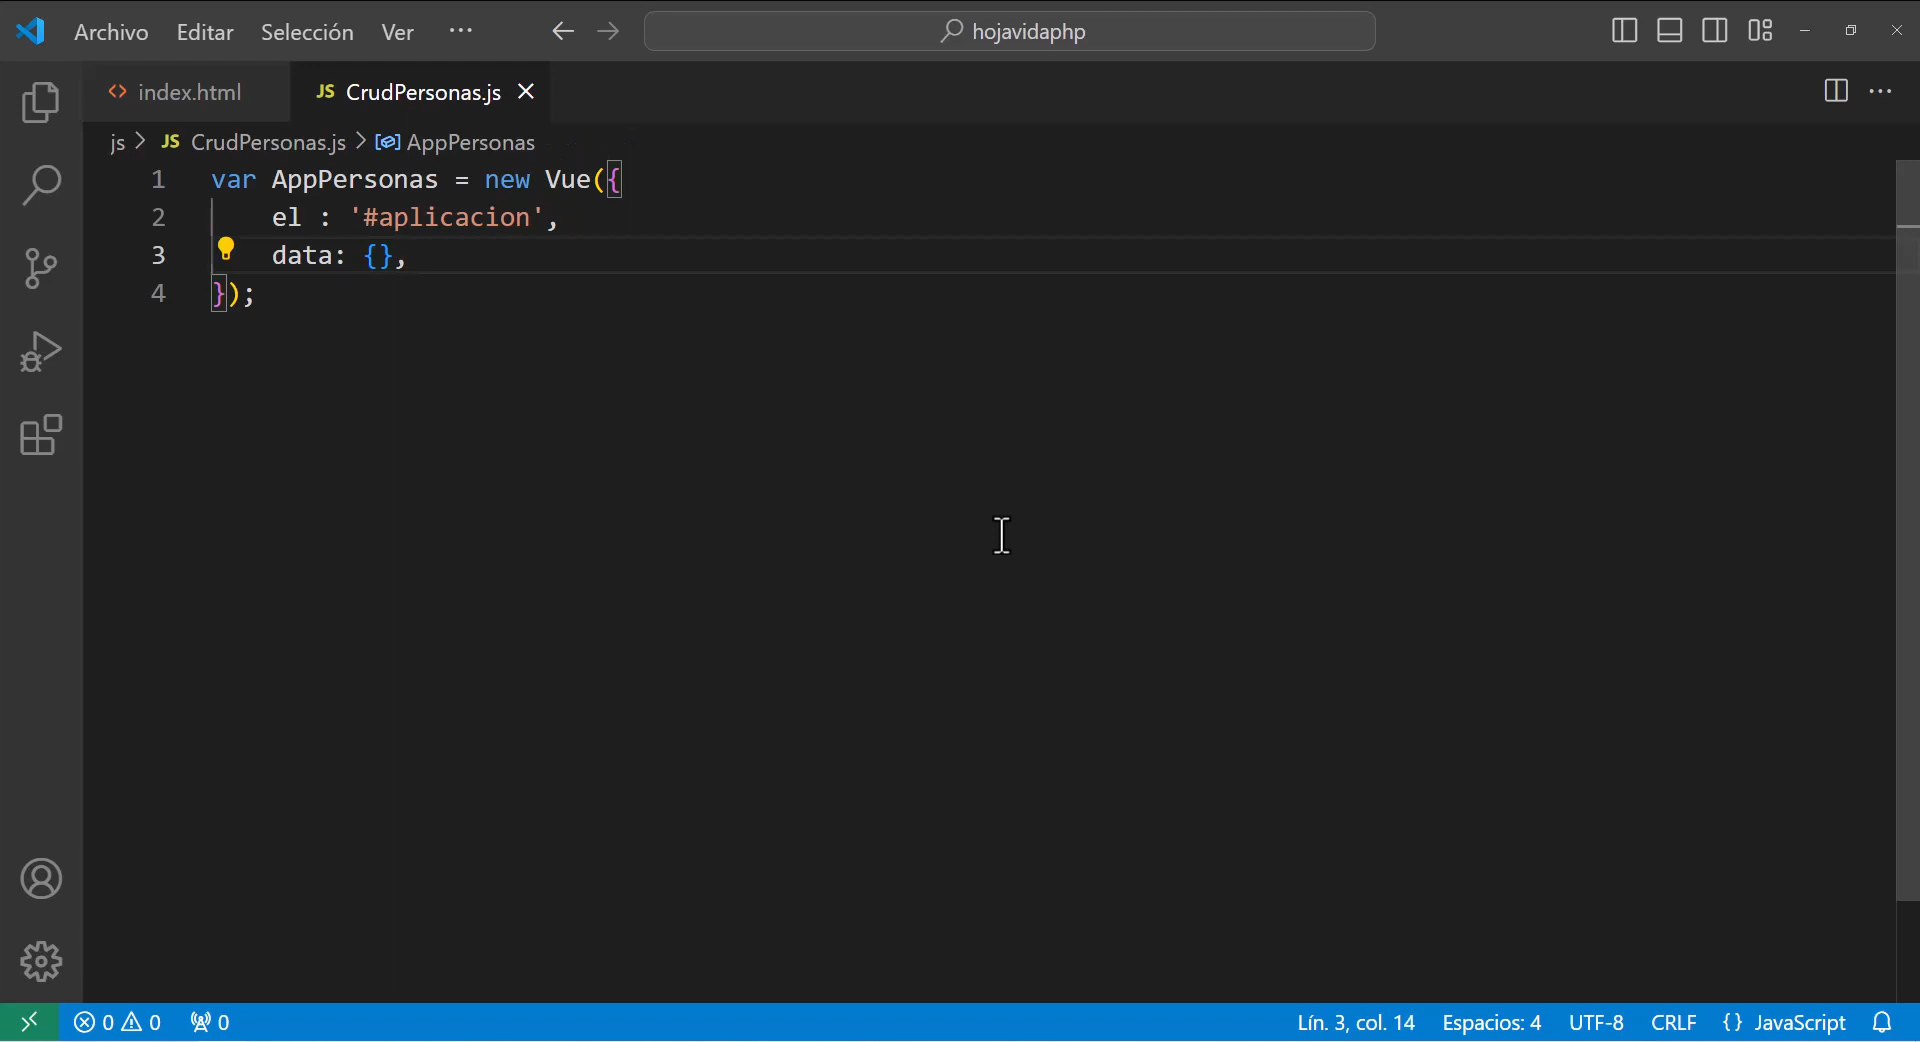 Archivo Editar Selección Ver ··· hojavidaphp
index.html JS CrudPersonas.js
js > JS CrudPersonas.js > AppPersonas
1 var AppPersonas = new Vue({
2 el : '#aplicacion',
3 data: {},
4 });
0 0 0 Lín. 3, col. 14 Espacios: 4 UTF-8 CRLF {} JavaScript